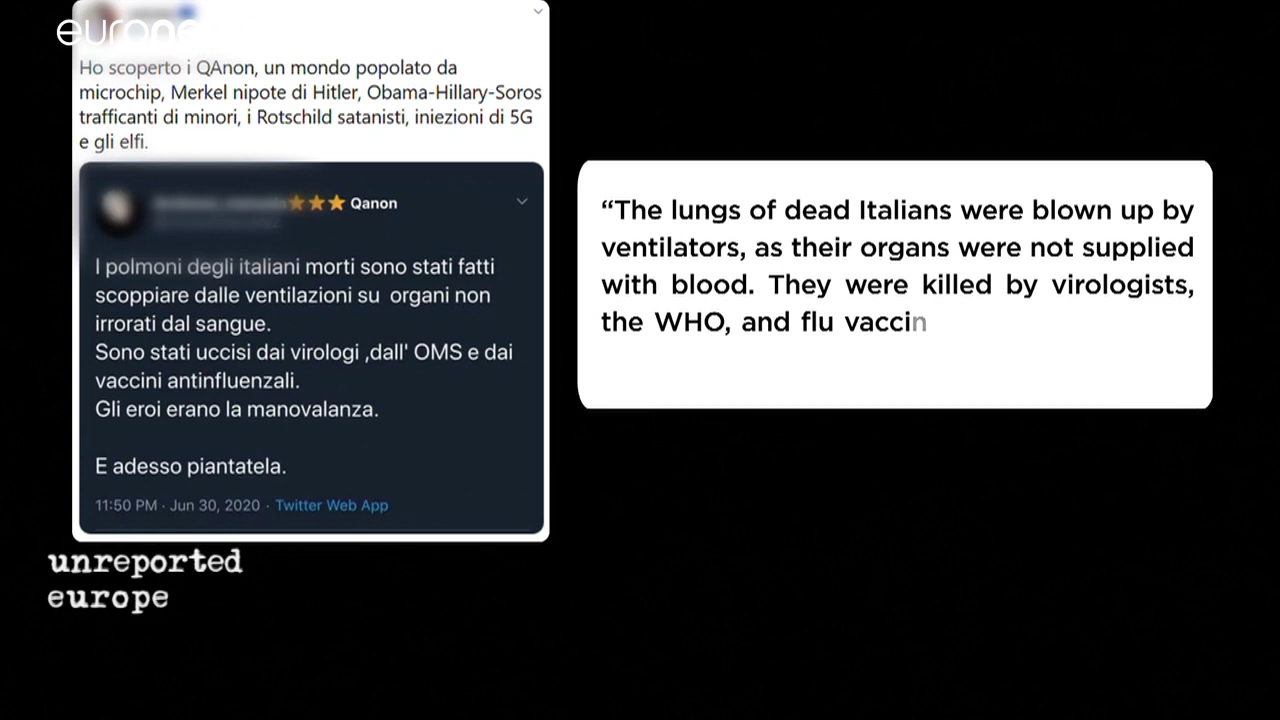 euron
Ho scoperto i QAnon, un mondo popolato da
microchip, Merkel nipote di Hitler, Obama-Hillary-Soros
trafficanti di minori, i Rotschild satanisti, iniezioni di 5G
e gli elfi.
Qanon
I polmoni degli italiani morti sono stati fatti
scoppiare dalle ventilazioni su organi non
irrorati dal sangue.
Sono stati uccisi dai virologi ,dall' OMS e dai
vaccini antinfluenzali.
Gli eroi erano la manovalanza.
E adesso piantatela.
11:50 PM · Jun 30, 2020 · Twitter Web App
“The lungs of dead Italians were blown up by
ventilators, as their organs were not supplied
with blood. They were killed by virologists,
the WHO, and flu vaccin
unreported
europe